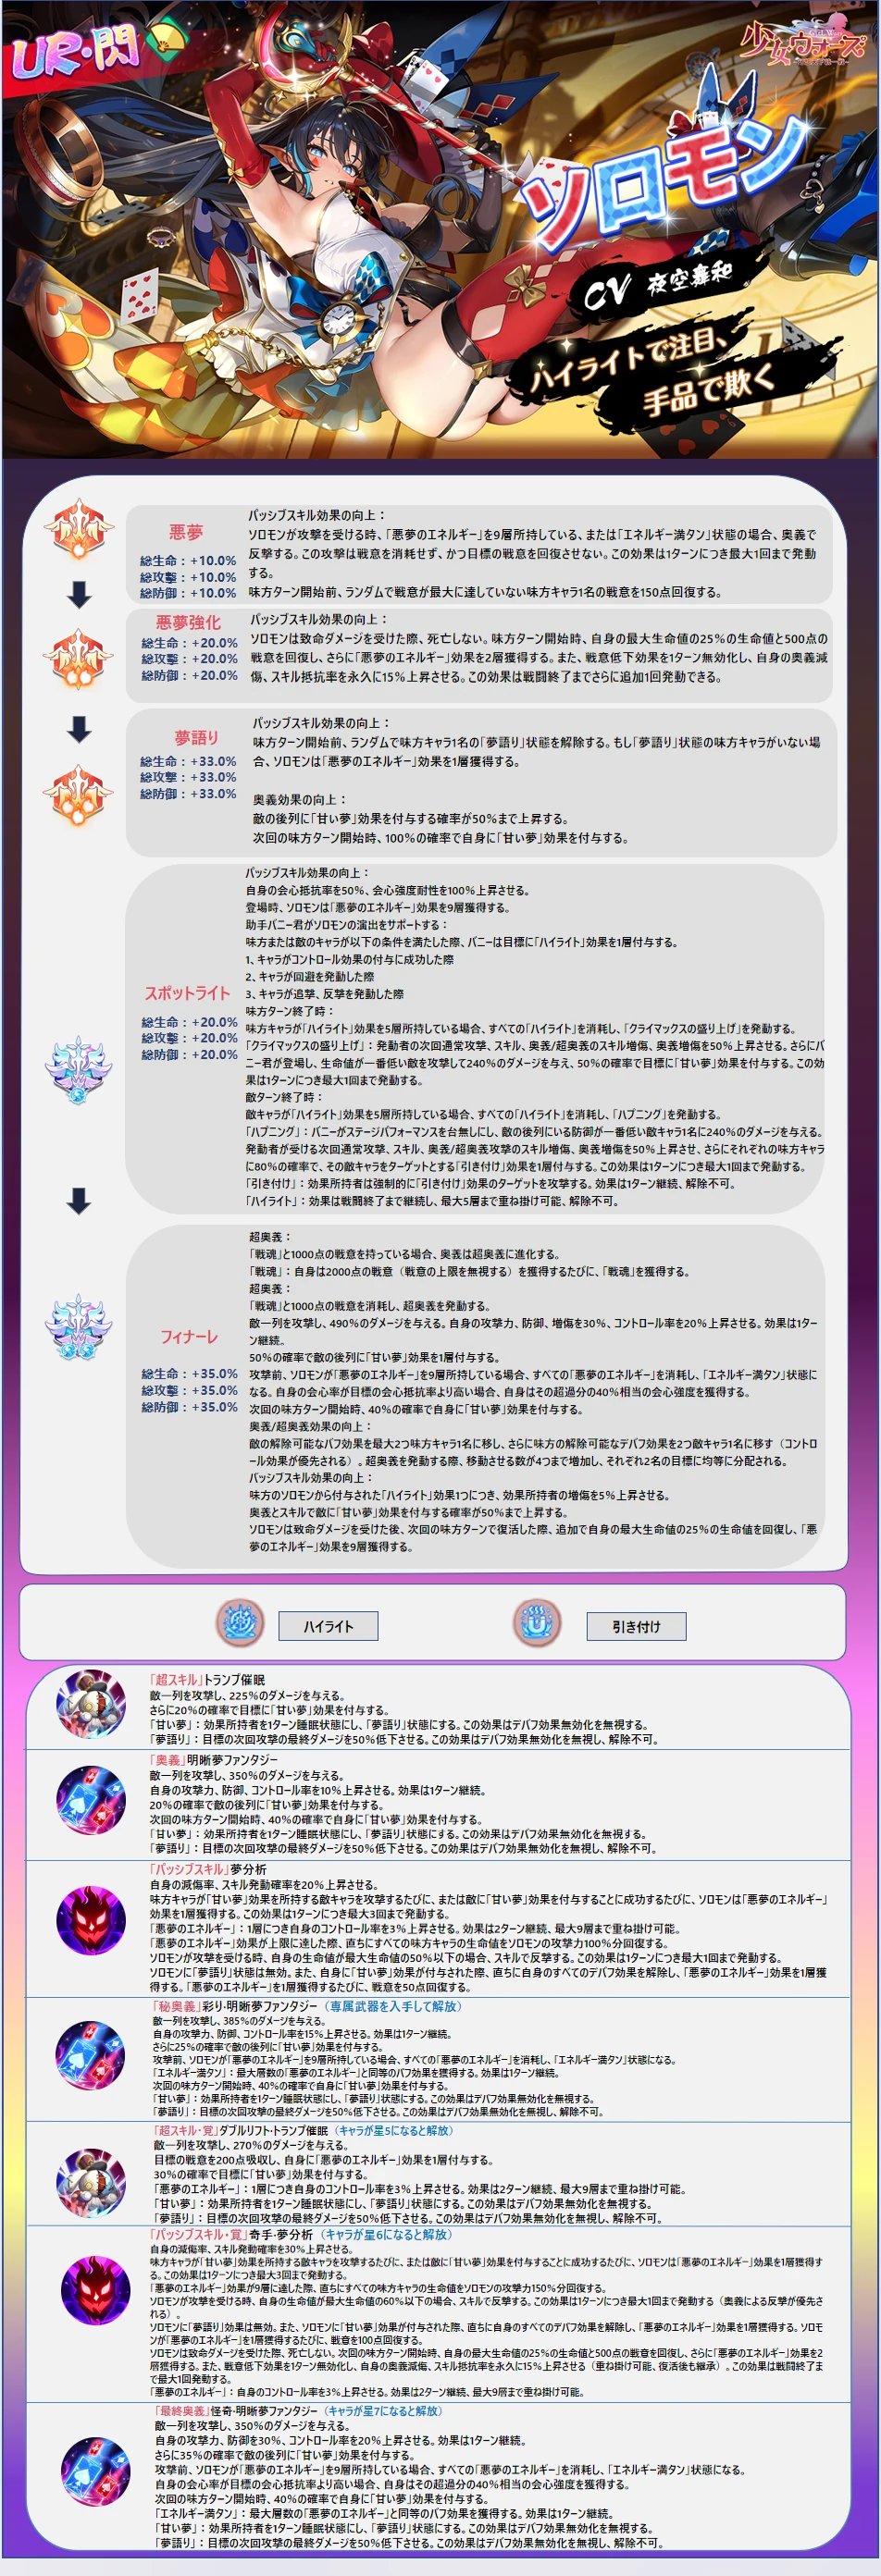 UR・閃
少女ウォーズ
ソロモン
CV 夜空舞和
ハイライトで注目、
手品で欺く
悪夢
総生命：+10.0%
総攻撃：+10.0%
総防御：+10.0%
パッシブスキル効果の向上：
ソロモンが攻撃を受ける時、「悪夢のエネルギー」を9層所持している、または「エネルギー満タン」状態の場合、奥義で
反撃する。この攻撃は戦意を消耗せず、かつ目標の戦意を回復させない。この効果は1ターンにつき最大1回まで発動
する。
味方ターン開始前、ランダムで戦意が最大に達していない味方キャラ1名の戦意を150点回復する。
悪夢強化
総生命：+20.0%
総攻撃：+20.0%
総防御：+20.0%
パッシブスキル効果の向上：
ソロモンは致命ダメージを受けた際、死亡しない。味方ターン開始時、自身の最大生命値の25%の生命値と500点の
戦意を回復し、さらに「悪夢のエネルギー」効果を2層獲得する。また、戦意低下効果を1ターン無効化し、自身の奥義減
傷、スキル抵抗率を永久に15%上昇させる。この効果は戦闘終了までさらに追加1回発動できる。
夢語り
総生命：+33.0%
総攻撃：+33.0%
総防御：+33.0%
パッシブスキル効果の向上：
味方ターン開始前、ランダムで味方キャラ1名の「夢語り」状態を解除する。もし「夢語り」状態の味方キャラがいない場
合、ソロモンは「悪夢のエネルギー」効果を1層獲得する。
奥義効果の向上：
敵の後列に「甘い夢」効果を付与する確率が50%まで上昇する。
次回の味方ターン開始時、100%の確率で自身に「甘い夢」効果を付与する。
スポットライト
総生命：+20.0%
総攻撃：+20.0%
総防御：+20.0%
パッシブスキル効果の向上：
自身の会心抵抗率を50%、会心強度耐性を100%上昇させる。
登場時、ソロモンは「悪夢のエネルギー」効果を9層獲得する。
助手バニー君がソロモンの演出をサポートする：
味方または敵のキャラが以下の条件を満たした際、バニーは目標に「ハイライト」効果を1層付与する。
1、キャラがコントロール効果の付与に成功した際
2、キャラが回避を発動した際
3、キャラが追撃、反撃を発動した際
味方ターン終了時：
味方キャラが「ハイライト」効果を5層所持している場合、すべての「ハイライト」を消耗し、「クライマックスの盛り上げ」を発動する。
「クライマックスの盛り上げ」：発動者の次回通常攻撃、スキル、奥義/超奥義のスキル増傷、奥義増傷を50%上昇させる。さらにバ
ニー君が登場し、生命値が一番低い敵を攻撃して240%のダメージを与え、50%の確率で目標に「甘い夢」効果を付与する。この効
果は1ターンにつき最大1回まで発動する。
敵ターン終了時：
敵キャラが「ハイライト」効果を5層所持している場合、すべての「ハイライト」を消耗し、「ハプニング」を発動する。
「ハプニング」：バニーがステージパフォーマンスを台無しにし、敵の後列にいる防御が一番低い敵キャラ1名に240%のダメージを与える。
発動者が受ける次回通常攻撃、スキル、奥義/超奥義攻撃のスキル増傷、奥義増傷を50%上昇させ、さらにそれぞれの味方キャラ
に80%の確率で、その敵キャラをターゲットとする「引き付け」効果を1層付与する。この効果は1ターンにつき最大1回まで発動する。
「引き付け」：効果所持者は強制的に「引き付け」効果のターゲットを攻撃する。効果は1ターン継続、解除不可。
「ハイライト」：効果は戦闘終了まで継続し、最大5層まで重ね掛け可能、解除不可。
フィナーレ
総生命：+35.0%
総攻撃：+35.0%
総防御：+35.0%
超奥義：
「戦魂」と1000点の戦意を持っている場合、奥義は超奥義に進化する。
「戦魂」：自身は2000点の戦意（戦意の上限を無視する）を獲得するたびに、「戦魂」を獲得する。
超奥義：
「戦魂」と1000点の戦意を消耗し、超奥義を発動する。
敵一列を攻撃し、490%のダメージを与える。自身の攻撃力、防御、増傷を30%、コントロール率を20%上昇させる。効果は1ター
ン継続。
50%の確率で敵の後列に「甘い夢」効果を1層付与する。
攻撃前、ソロモンが「悪夢のエネルギー」を9層所持している場合、すべての「悪夢のエネルギー」を消耗し、「エネルギー満タン」状態に
なる。自身の会心率が目標の会心抵抗率より高い場合、自身はその超過分の40%相当の会心強度を獲得する。
次回の味方ターン開始時、40%の確率で自身に「甘い夢」効果を付与する。
奥義/超奥義効果の向上：
敵の解除可能なバフ効果を最大2つ味方キャラ1名に移し、さらに味方の解除可能なデバフ効果を2つ敵キャラ1名に移す（コントロ
ール効果が優先される）。超奥義を発動する際、移動させる数が4つまで増加し、それぞれ2名の目標に均等に分配される。
パッシブスキル効果の向上：
味方のソロモンから付与された「ハイライト」効果1つにつき、効果所持者の増傷を5%上昇させる。
奥義とスキルで敵に「甘い夢」効果を付与する確率が50%まで上昇する。
ソロモンは致命ダメージを受けた後、次回の味方ターンで復活した際、追加で自身の最大生命値の25%の生命値を回復し、「悪
夢のエネルギー」効果を9層獲得する。
ハイライト
引き付け
「超スキル」トランプ催眠
敵一列を攻撃し、225%のダメージを与える。
さらに20%の確率で目標に「甘い夢」効果を付与する。
「甘い夢」：効果所持者を1ターン睡眠状態にし、「夢語り」状態にする。この効果はデバフ効果無効化を無視する。
「夢語り」：目標の次回攻撃の最終ダメージを50%低下させる。この効果はデバフ効果無効化を無視し、解除不可。
「奥義」明晰夢ファンタジー
敵一列を攻撃し、350%のダメージを与える。
自身の攻撃力、防御、コントロール率を10%上昇させる。効果は1ターン継続。
20%の確率で敵の後列に「甘い夢」効果を付与する。
次回の味方ターン開始時、40%の確率で自身に「甘い夢」効果を付与する。
「甘い夢」：効果所持者を1ターン睡眠状態にし、「夢語り」状態にする。この効果はデバフ効果無効化を無視する。
「夢語り」：目標の次回攻撃の最終ダメージを50%低下させる。この効果はデバフ効果無効化を無視し、解除不可。
「パッシブスキル」夢分析
自身の減傷率、スキル発動確率を20%上昇させる。
味方キャラが「甘い夢」効果を所持する敵キャラを攻撃するたびに、または敵に「甘い夢」効果を付与することに成功するたびに、ソロモンは「悪夢のエネルギー」
効果を1層獲得する。この効果は1ターンにつき最大3回まで発動する。
「悪夢のエネルギー」：1層につき自身のコントロール率を3%上昇させる。効果は2ターン継続、最大9層まで重ね掛け可能。
「悪夢のエネルギー」効果が上限に達した際、直ちにすべての味方キャラの生命値をソロモンの攻撃力100%分回復する。
ソロモンが攻撃を受ける時、自身の生命値が最大生命値の50%以下の場合、スキルで反撃する。この効果は1ターンにつき最大1回まで発動する。
ソロモンに「夢語り」状態は無効。また、自身に「甘い夢」効果が付与された際、直ちに自身のすべてのデバフ効果を解除し、「悪夢のエネルギー」効果を1層獲
得する。「悪夢のエネルギー」を1層獲得するたびに、戦意を50点回復する。
「秘奥義」彩り・明晰夢ファンタジー（専属武器を入手して解放）
敵一列を攻撃し、385%のダメージを与える。
自身の攻撃力、防御、コントロール率を15%上昇させる。効果は1ターン継続。
さらに25%の確率で敵の後列に「甘い夢」効果を付与する。
攻撃前、ソロモンが「悪夢のエネルギー」を9層所持している場合、すべての「悪夢のエネルギー」を消耗し、「エネルギー満タン」状態になる。
「エネルギー満タン」：最大層数の「悪夢のエネルギー」と同等のバフ効果を獲得する。効果は1ターン継続。
次回の味方ターン開始時、40%の確率で自身に「甘い夢」効果を付与する。
「甘い夢」：効果所持者を1ターン睡眠状態にし、「夢語り」状態にする。この効果はデバフ効果無効化を無視する。
「夢語り」：目標の次回攻撃の最終ダメージを50%低下させる。この効果はデバフ効果無効化を無視し、解除不可。
「超スキル・覚」ダブルリフト・トランプ催眠（キャラが星5になると解放）
敵一列を攻撃し、270%のダメージを与える。
目標の戦意を200点吸収し、自身に「悪夢のエネルギー」効果を1層付与する。
30%の確率で目標に「甘い夢」効果を付与する。
「悪夢のエネルギー」：1層につき自身のコントロール率を3%上昇させる。効果は2ターン継続、最大9層まで重ね掛け可能。
「甘い夢」：効果所持者を1ターン睡眠状態にし、「夢語り」状態にする。この効果はデバフ効果無効化を無視する。
「夢語り」：目標の次回攻撃の最終ダメージを50%低下させる。この効果はデバフ効果無効化を無視し、解除不可。
「パッシブスキル・覚」奇手・夢分析（キャラが星6になると解放）
自身の減傷率、スキル発動確率を30%上昇する。
味方キャラが「甘い夢」効果を所持する敵キャラを攻撃するたびに、または敵に「甘い夢」効果を付与することに成功するたびに、ソロモンは「悪夢のエネルギー」効果を1層獲得す
る。この効果は1ターンにつき最大3回まで発動する。
「悪夢のエネルギー」効果が9層に達した際、直ちにすべての味方キャラの生命値をソロモンの攻撃力150%分回復する。
ソロモンが攻撃を受ける時、自身の生命値が最大生命値の60%以下の場合、スキルで反撃する。この効果は1ターンにつき最大1回まで発動する（奥義による反撃が優先さ
れる）。
ソロモンに「夢語り」効果は無効。また、ソロモンに「甘い夢」効果が付与された際、直ちに自身のすべてのデバフ効果を解除し、「悪夢のエネルギー」効果を1層獲得する。ソロモ
ンが「悪夢のエネルギー」を1層獲得するたびに、戦意を100点回復する。
ソロモンは致命ダメージを受けた際、死亡しない。次回の味方ターン開始時、自身の最大生命値の25%の生命値と500点の戦意を回復し、さらに「悪夢のエネルギー」効果を2
層獲得する。また、戦意低下効果を1ターン無効化し、自身の奥義減傷、スキル抵抗率を永久に15%上昇させる（重ね掛け可能、復活後も継承）。この効果は戦闘終了ま
で最大1回発動する。
「悪夢のエネルギー」：自身のコントロール率を3%上昇させる。効果は2ターン継続、最大9層まで重ね掛け可能。
「最終奥義」怪奇・明晰夢ファンタジー（キャラが星7になると解放）
敵一列を攻撃し、350%のダメージを与える。
自身の攻撃力、防御を30%、コントロール率を20%上昇させる。効果は1ターン継続。
さらに35%の確率で敵の後列に「甘い夢」効果を付与する。
攻撃前、ソロモンが「悪夢のエネルギー」を9層所持している場合、すべての「悪夢のエネルギー」を消耗し、「エネルギー満タン」状態になる。
自身の会心率が目標の会心抵抗率より高い場合、自身はその超過分の40%相当の会心強度を獲得する。
次回の味方ターン開始時、40%の確率で自身に「甘い夢」効果を付与する。
「エネルギー満タン」：最大層数の「悪夢のエネルギー」と同等のバフ効果を獲得する。効果は1ターン継続。
「甘い夢」：効果所持者を1ターン睡眠状態にし、「夢語り」状態にする。この効果はデバフ効果無効化を無視する。
「夢語り」：目標の次回攻撃の最終ダメージを50%低下させる。この効果はデバフ効果無効化を無視し、解除不可。